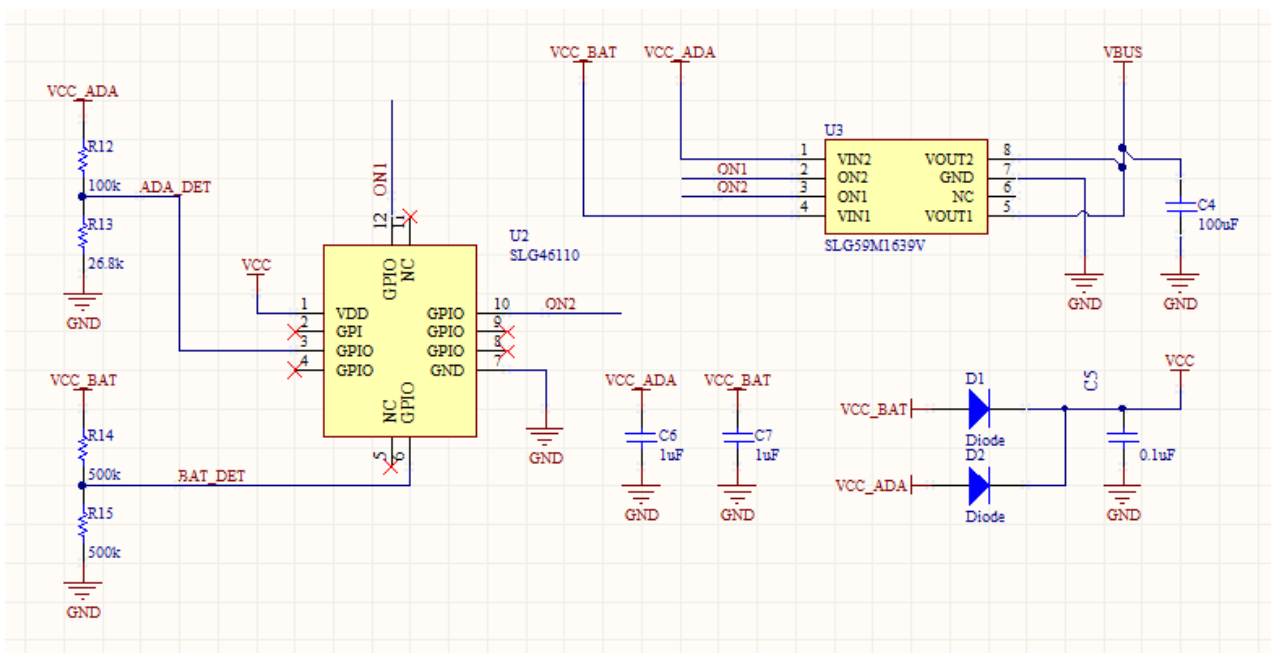 VCC_ADA
R12
100k
ADA_DET
R13
26.8k
GND
VCC_BAT
R14
500k
BAT_DET
R15
500k
GND
ON1
12
11
GPIO
NC
U2
SLG46110
VCC
1
VDD
GPIO
10
ON2
2
GPI
GPIO
9
3
GPIO
GPIO
8
4
GPIO
GND
7
NC
GPIO
5
6
GND
VCC_BAT
VCC_ADA
VBUS
U3
1
VIN2
VOUT2
8
ON1
2
ON2
GND
7
ON2
3
ON1
NC
6
4
VIN1
VOUT1
5
SLG59M1639V
C4
100uF
GND
GND
VCC_ADA
VCC_BAT
C6
1uF
C7
1uF
GND
GND
D1
C5
VCC
VCC_BAT
Diode
D2
0.1uF
VCC_ADA
Diode
GND